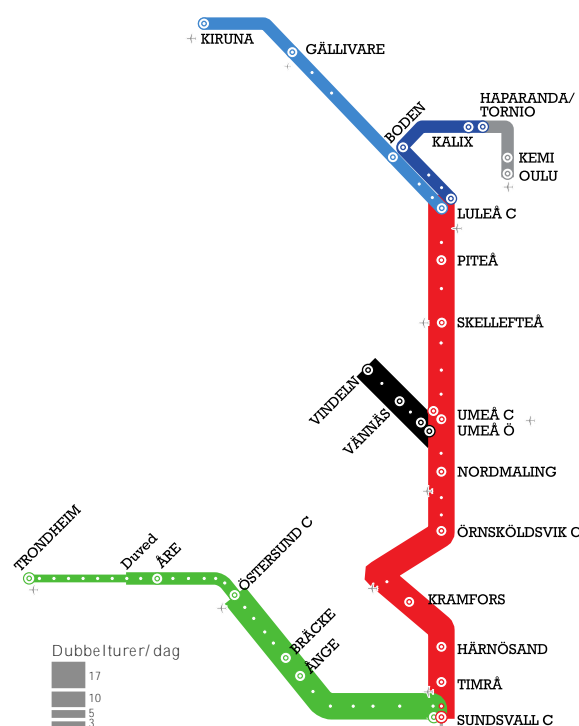 KIRUNA
GÄLLIVARE
BODEN
HAPARANDA/
TORNIO
KALIX
KEMI
OULU
LULEÅ C
PITEÅ
SKELLEFTEÅ
VINDELN
VÄNNÄS
UMEÅ C
UMEÅ Ö
NORDMALING
ÖRNSKÖLDSVIK C
TRONDHEIM
Duved
ÅRE
ÖSTERSUND C
KRAMFORS
BRÄCKE
ÅNGE
HÄRNÖSAND
TIMRÅ
SUNDSVALL C
Dubbelturer/dag
17
10
5
3